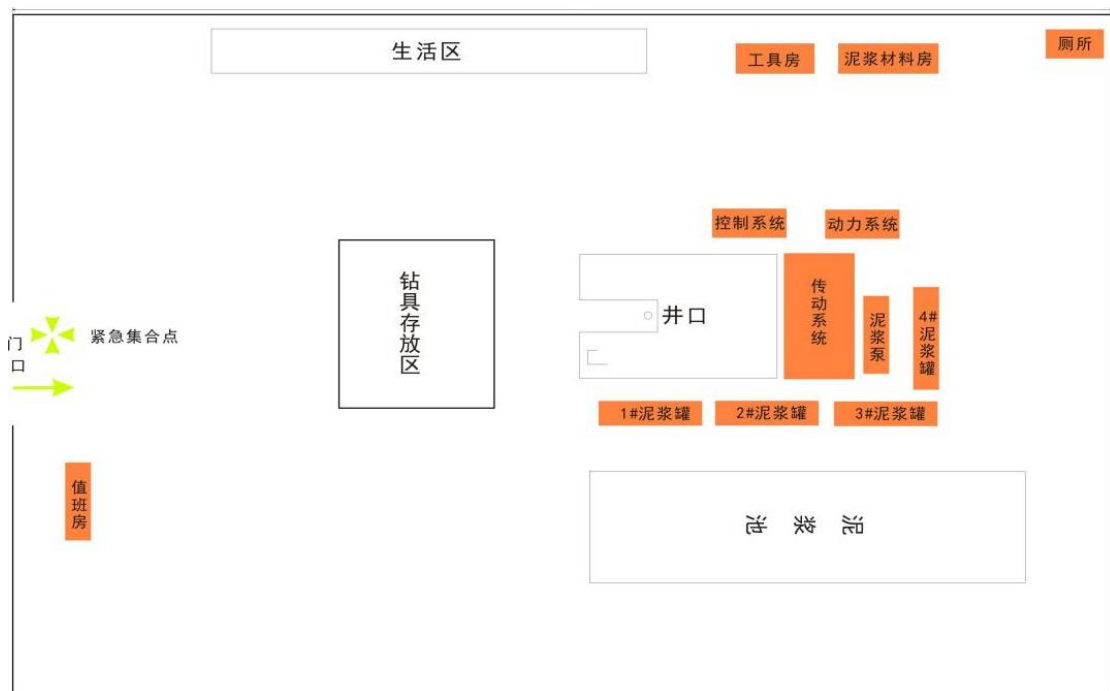 生活区
工具房
泥浆材料房
厕所
控制系统
动力系统
钻具存放区
井口
传动系统
泥浆泵
4#泥浆罐
门口
紧急集合点
1#泥浆罐
2#泥浆罐
3#泥浆罐
值班房
泥浆池